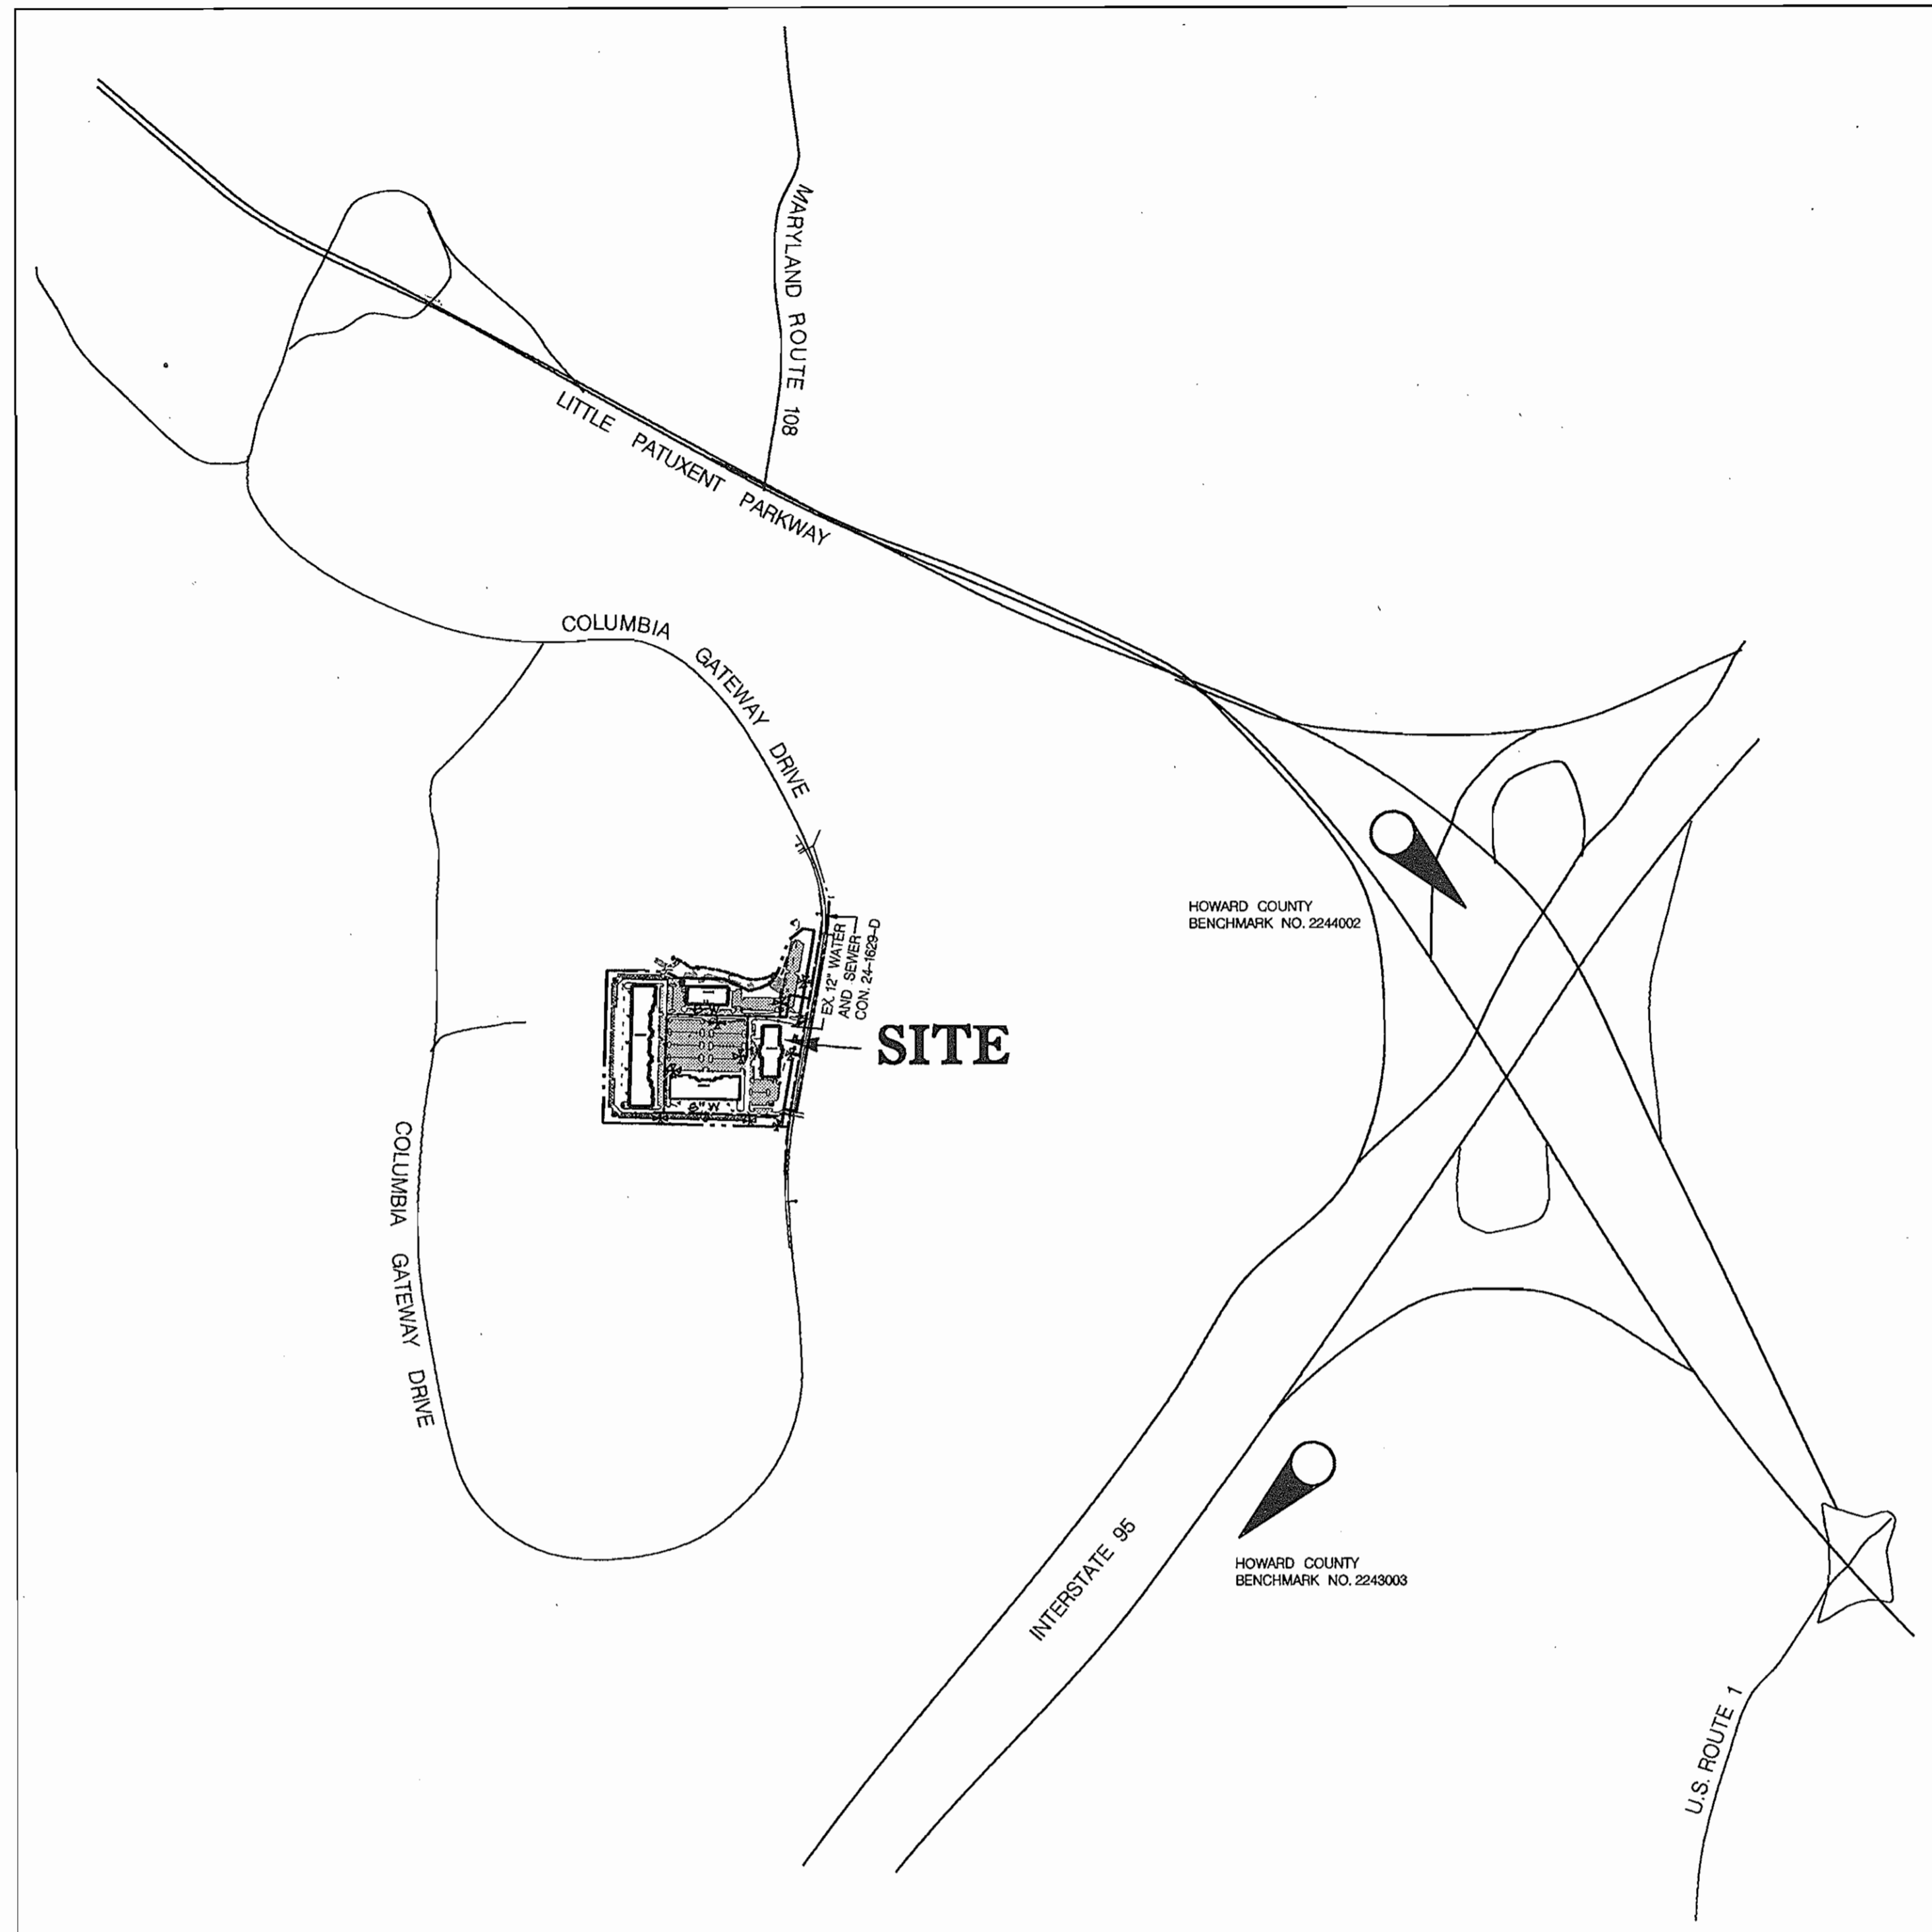 MARYLAND ROUTE 108
LITTLE PATUXENT PARKWAY
COLUMBIA GATEWAY DRIVE
HOWARD COUNTY
BENCHMARK NO. 2244002
EX. 12" WATER
AND SEWER
CON. 24-1629-D
SITE
COLUMBIA GATEWAY DRIVE
INTERSTATE 95
HOWARD COUNTY
BENCHMARK NO. 2243003
U.S. ROUTE 1